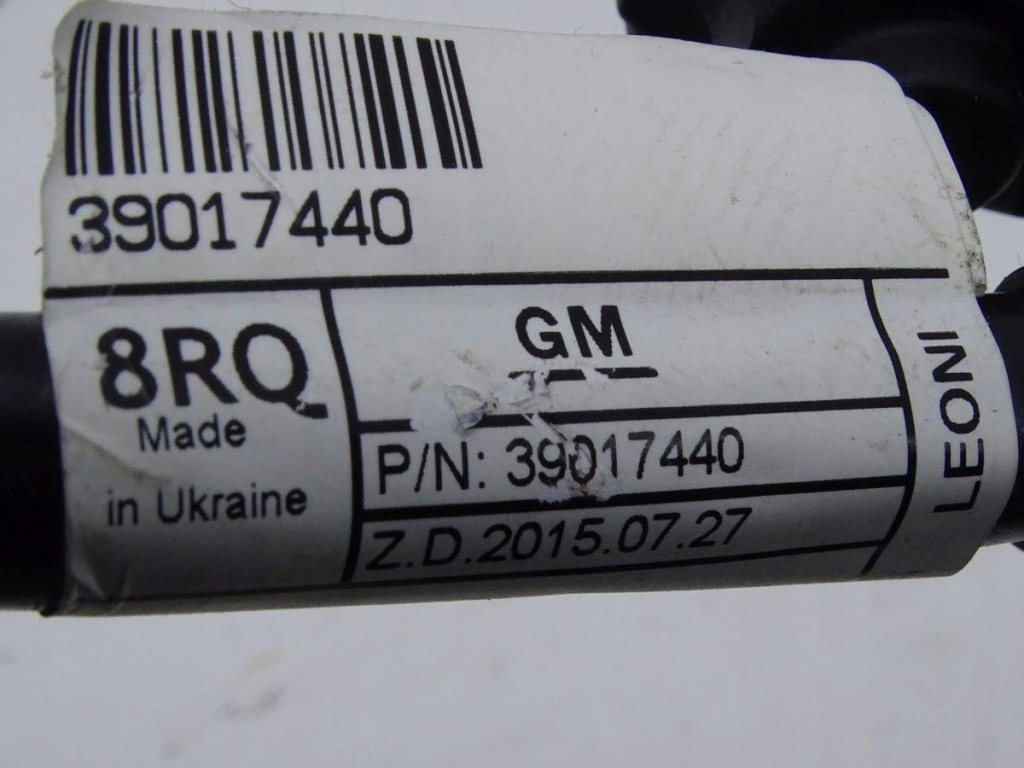 39017440
8RQ
Made
in Ukraine
GM
P/N: 39017440
Z.D.2015.07.27
LEONI